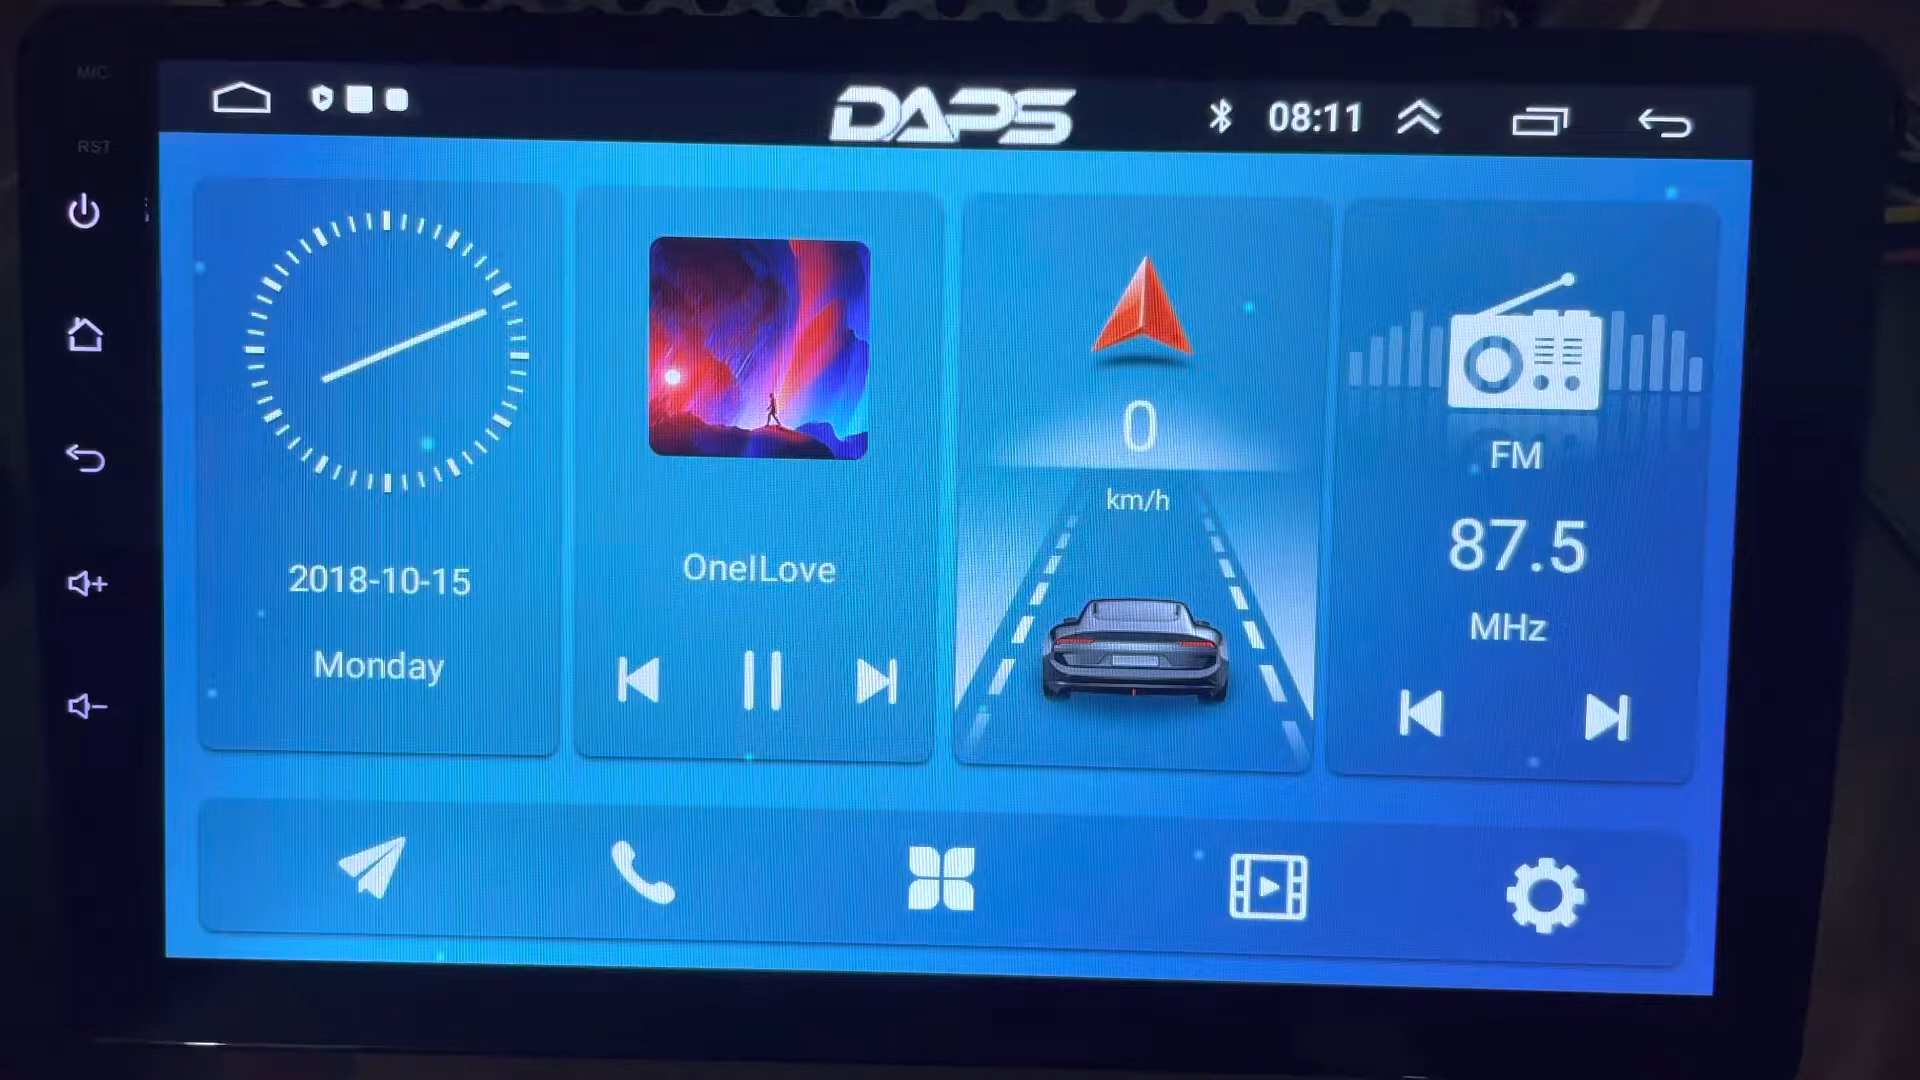 MIC
RST
DAPS
08:11
2018-10-15
Monday
OnelLove
0
km/h
FM
87.5
MHz